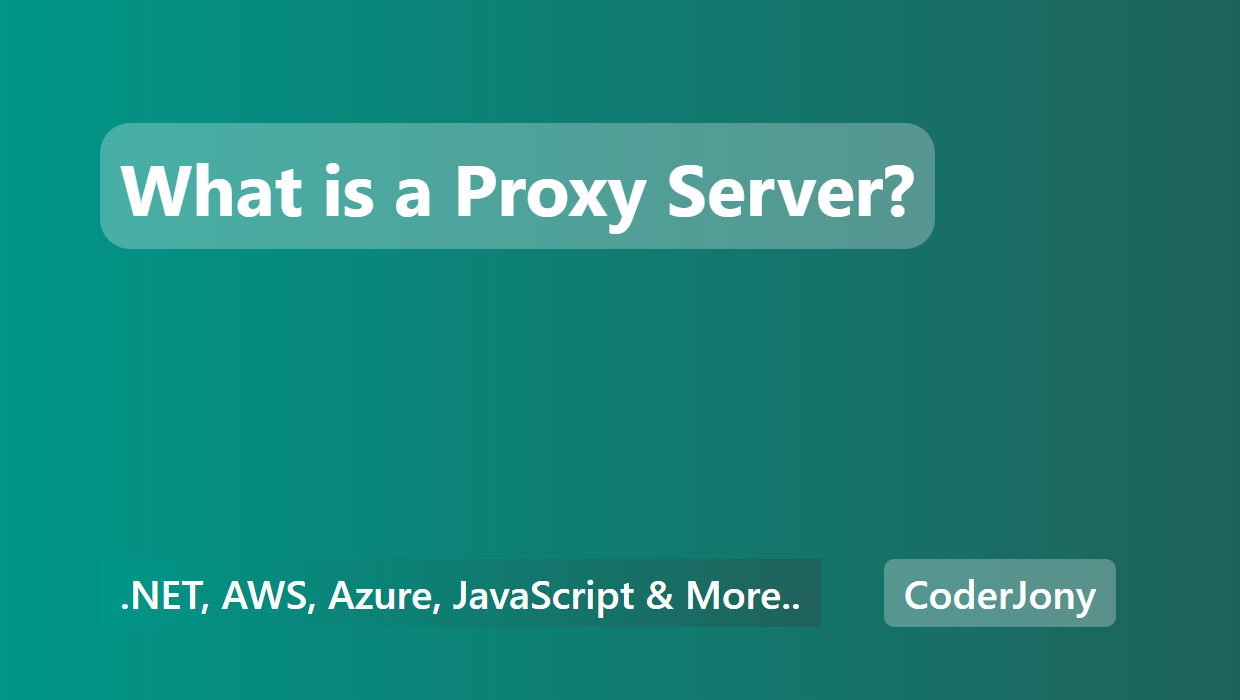 What is a Proxy Server?
.NET, AWS, Azure, JavaScript & More..
CoderJony